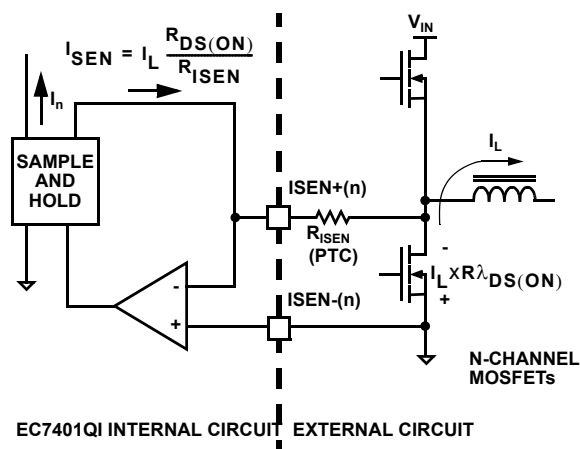 I_SEN = I_L R_DS(ON) / R_ISEN
V_IN
I_n
SAMPLE
AND
HOLD
I_L
ISEN+(n)
R_ISEN
(PTC)
-
I_L xRλ_DS(ON)
+
-
+
ISEN-(n)
N-CHANNEL
MOSFETs
EC7401QI INTERNAL CIRCUIT
EXTERNAL CIRCUIT